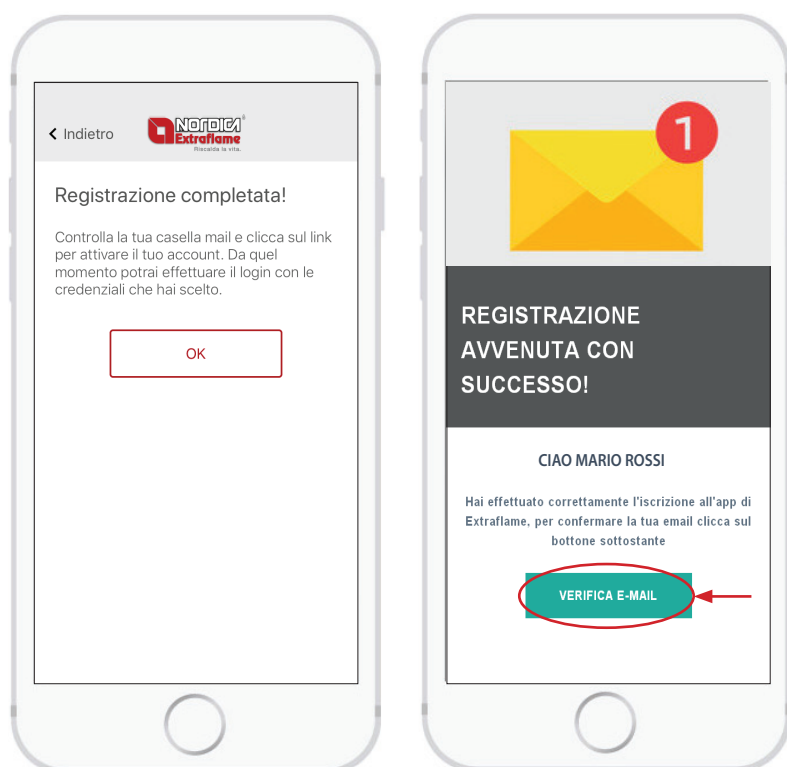 Indietro
NORDICA®
Extraflame
Riscalda la vita.
Registrazione completata!
Controlla la tua casella mail e clicca sul link
per attivare il tuo account. Da quel
momento potrai effettuare il login con le
credenziali che hai scelto.
OK
1
REGISTRAZIONE
AVVENUTA CON
SUCCESSO!
CIAO MARIO ROSSI
Hai effettuato correttamente l'iscrizione all'app di
Extraflame, per confermare la tua email clicca sul
bottone sottostante
VERIFICA E-MAIL